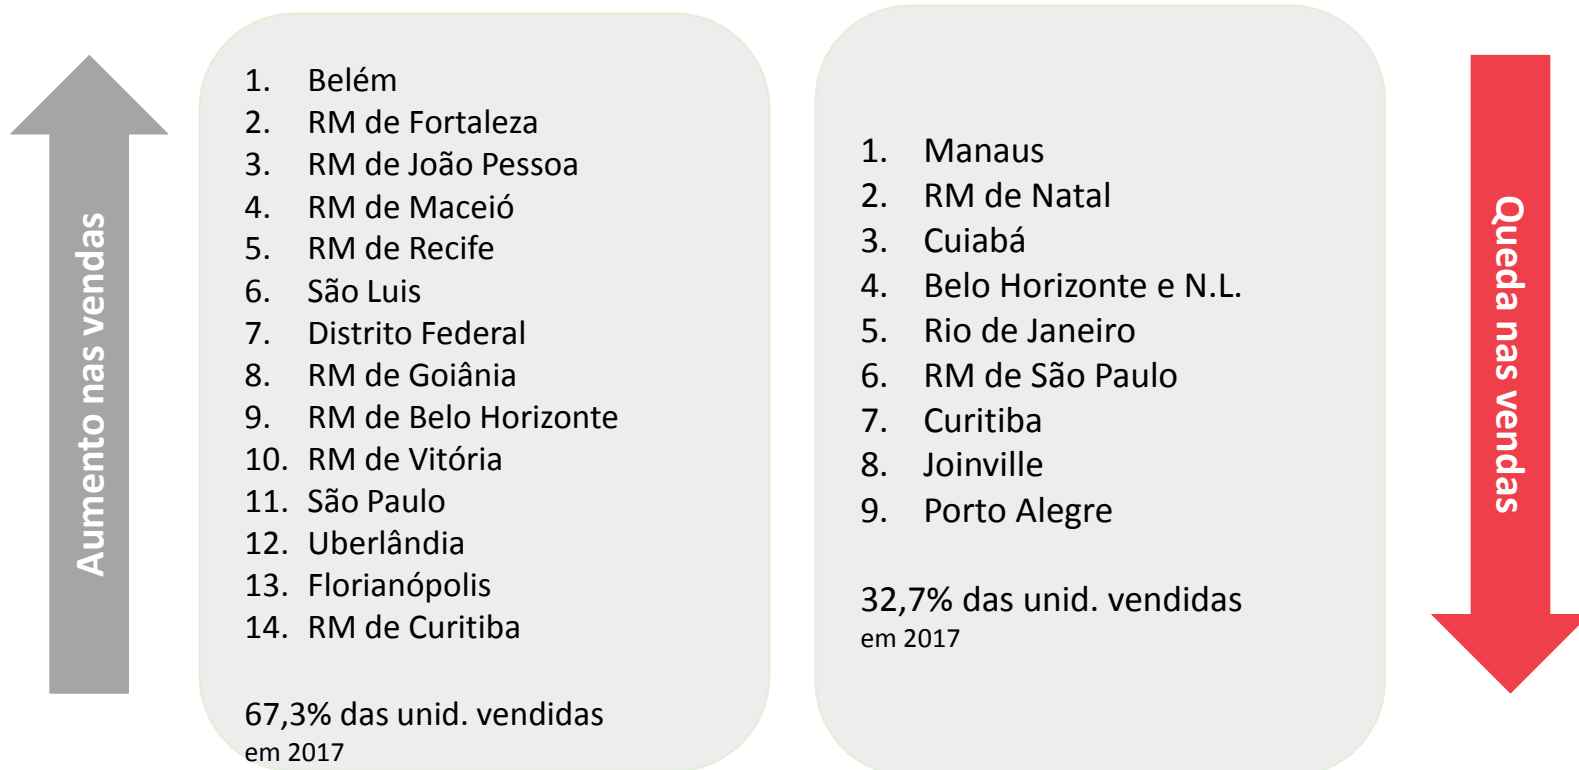 Aumento nas vendas
1. Belém
2. RM de Fortaleza
3. RM de João Pessoa
4. RM de Maceió
5. RM de Recife
6. São Luis
7. Distrito Federal
8. RM de Goiânia
9. RM de Belo Horizonte
10. RM de Vitória
11. São Paulo
12. Uberlândia
13. Florianópolis
14. RM de Curitiba
67,3% das unid. vendidas
em 2017
1. Manaus
2. RM de Natal
3. Cuiabá
4. Belo Horizonte e N.L.
5. Rio de Janeiro
6. RM de São Paulo
7. Curitiba
8. Joinville
9. Porto Alegre
32,7% das unid. vendidas
em 2017
Queda nas vendas